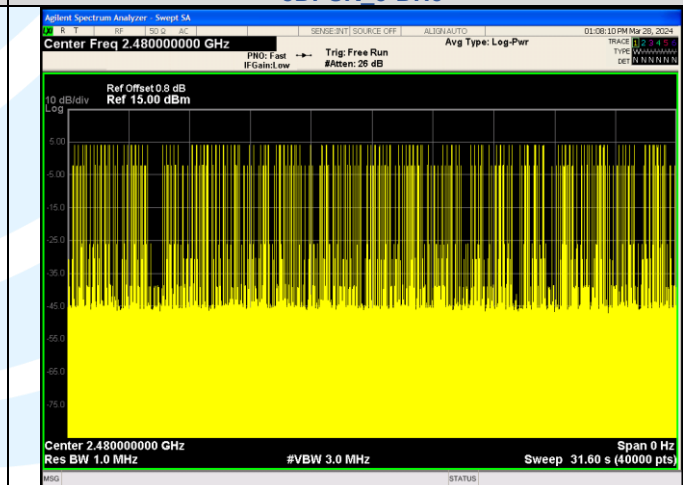 Agilent Spectrum Analyzer - Swept SA
R T RF 50 Ω AC SENSE:INT SOURCE OFF ALIGN AUTO 01:08:10 PM Mar 28, 2024
Center Freq 2.480000000 GHz
PNO: Fast
IFGain:Low
Trig: Free Run
#Atten: 26 dB
Avg Type: Log-Pwr
TRACE 1 2 3 4 5 6
TYPE
DET N N N N N N
Ref Offset 0.8 dB
10 dB/div Ref 15.00 dBm
Log
5.00
-5.00
-15.0
-25.0
-35.0
-45.0
-55.0
-65.0
-75.0
Center 2.480000000 GHz Span 0 Hz
Res BW 1.0 MHz #VBW 3.0 MHz Sweep 31.60 s (40000 pts)
MSG STATUS